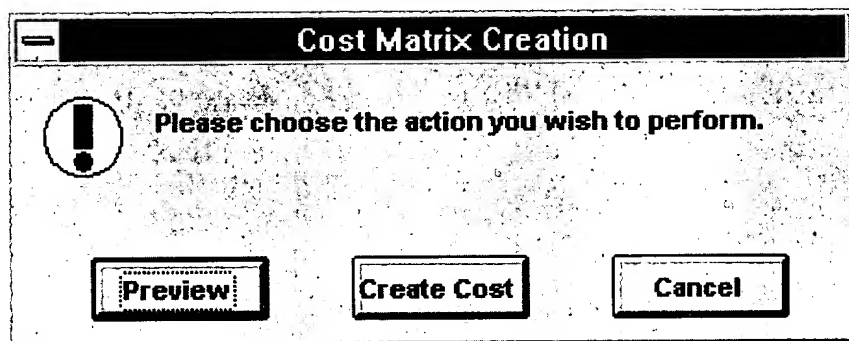 Cost Matrix Creation
Please choose the action you wish to perform.
Preview Create Cost Cancel